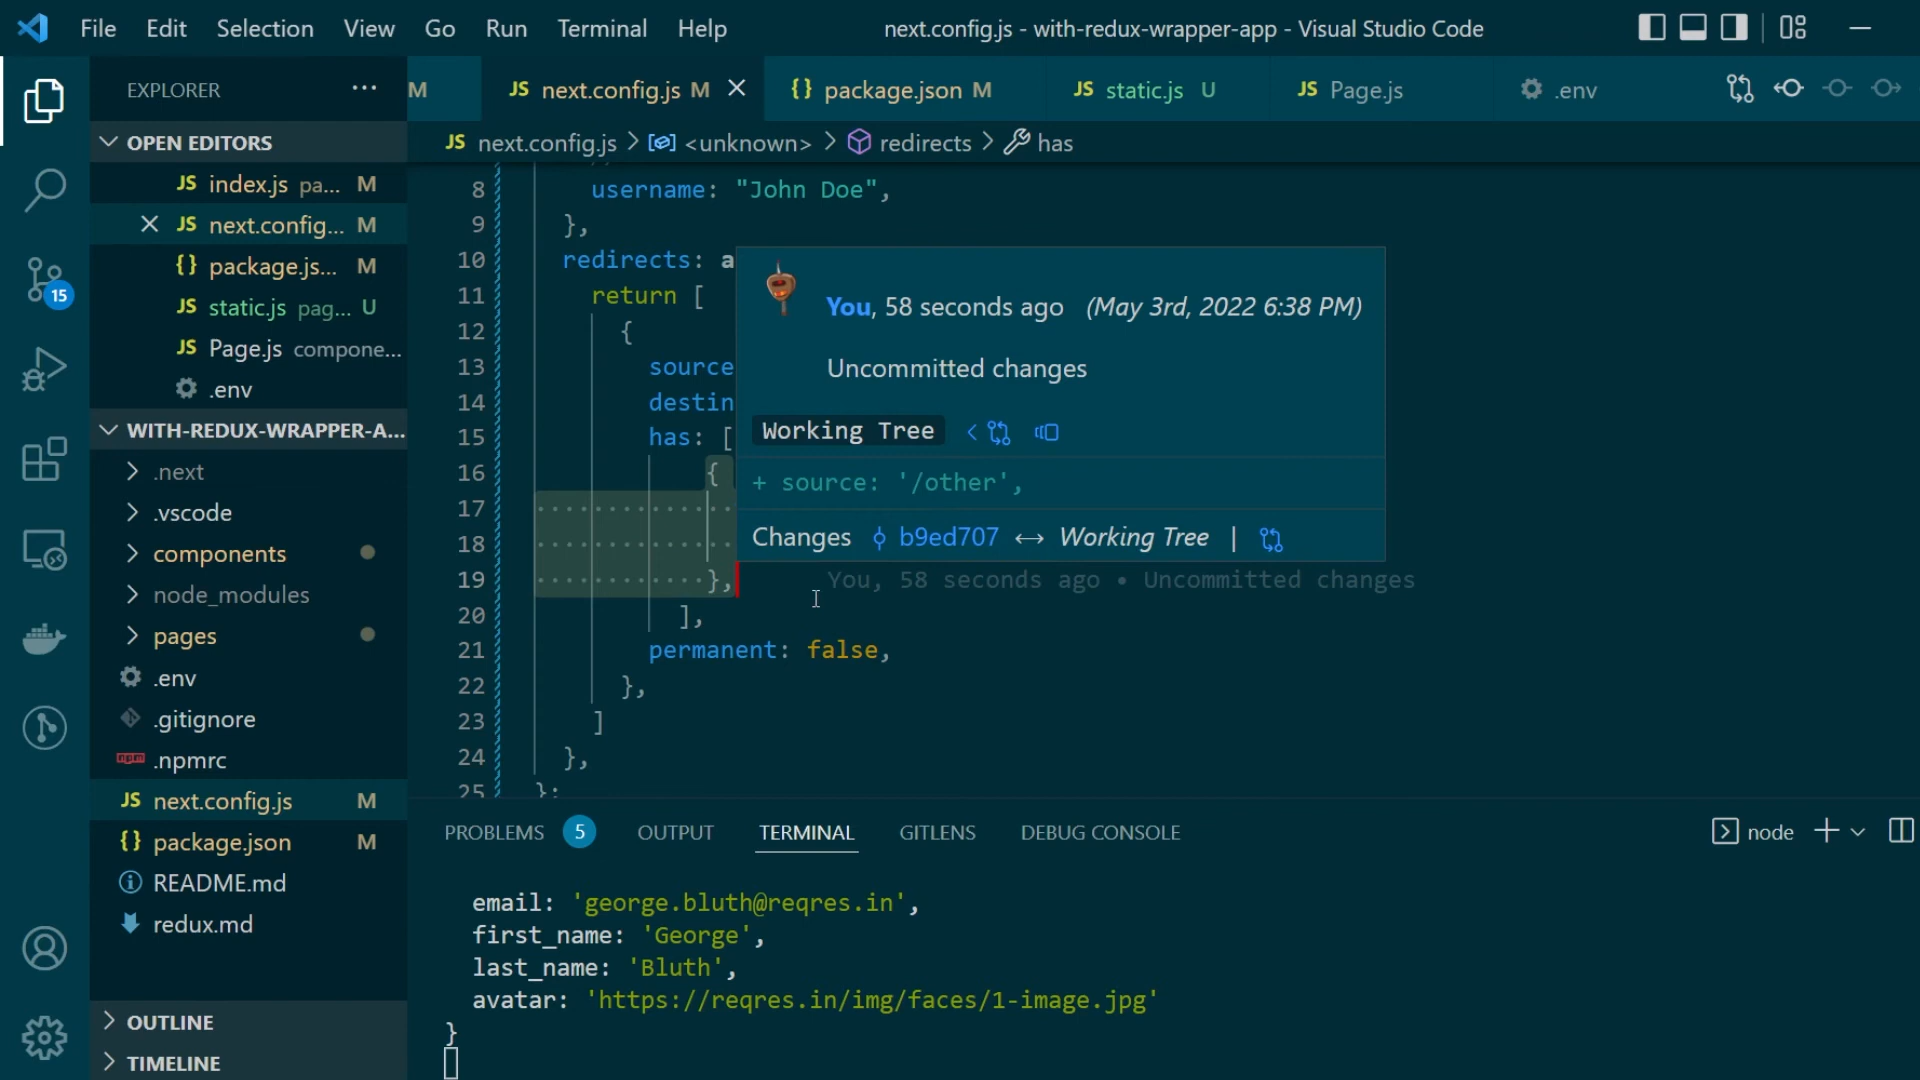 File Edit Selection View Go Run Terminal Help next.config.js - with-redux-wrapper-app - Visual Studio Code
EXPLORER
M
JS next.config.js M
{} package.json M
JS static.js U
JS Page.js
.env
OPEN EDITORS
JS index.js pa... M
JS next.config... M
{} package.js... M
JS static.js pag... U
JS Page.js compone...
.env
WITH-REDUX-WRAPPER-A...
.next
.vscode
components
node_modules
pages
.env
.gitignore
.npmrc
JS next.config.js M
{} package.json M
README.md
redux.md
OUTLINE
TIMELINE
15
JS next.config.js > <unknown> > redirects > has
8 username: "John Doe",
9 },
10 redirects: a
11 return [
12 {
13 source
14 destin
15 has: [
16 {
17
18
19 }, You, 58 seconds ago • Uncommitted changes
20 ],
21 permanent: false,
22 },
23 ]
24 },
25 };
You, 58 seconds ago (May 3rd, 2022 6:38 PM)
Uncommitted changes
Working Tree
+ source: '/other',
Changes b9ed707 ↔ Working Tree |
PROBLEMS 5 OUTPUT TERMINAL GITLENS DEBUG CONSOLE
node
email: 'george.bluth@reqres.in',
first_name: 'George',
last_name: 'Bluth',
avatar: 'https://reqres.in/img/faces/1-image.jpg'
}